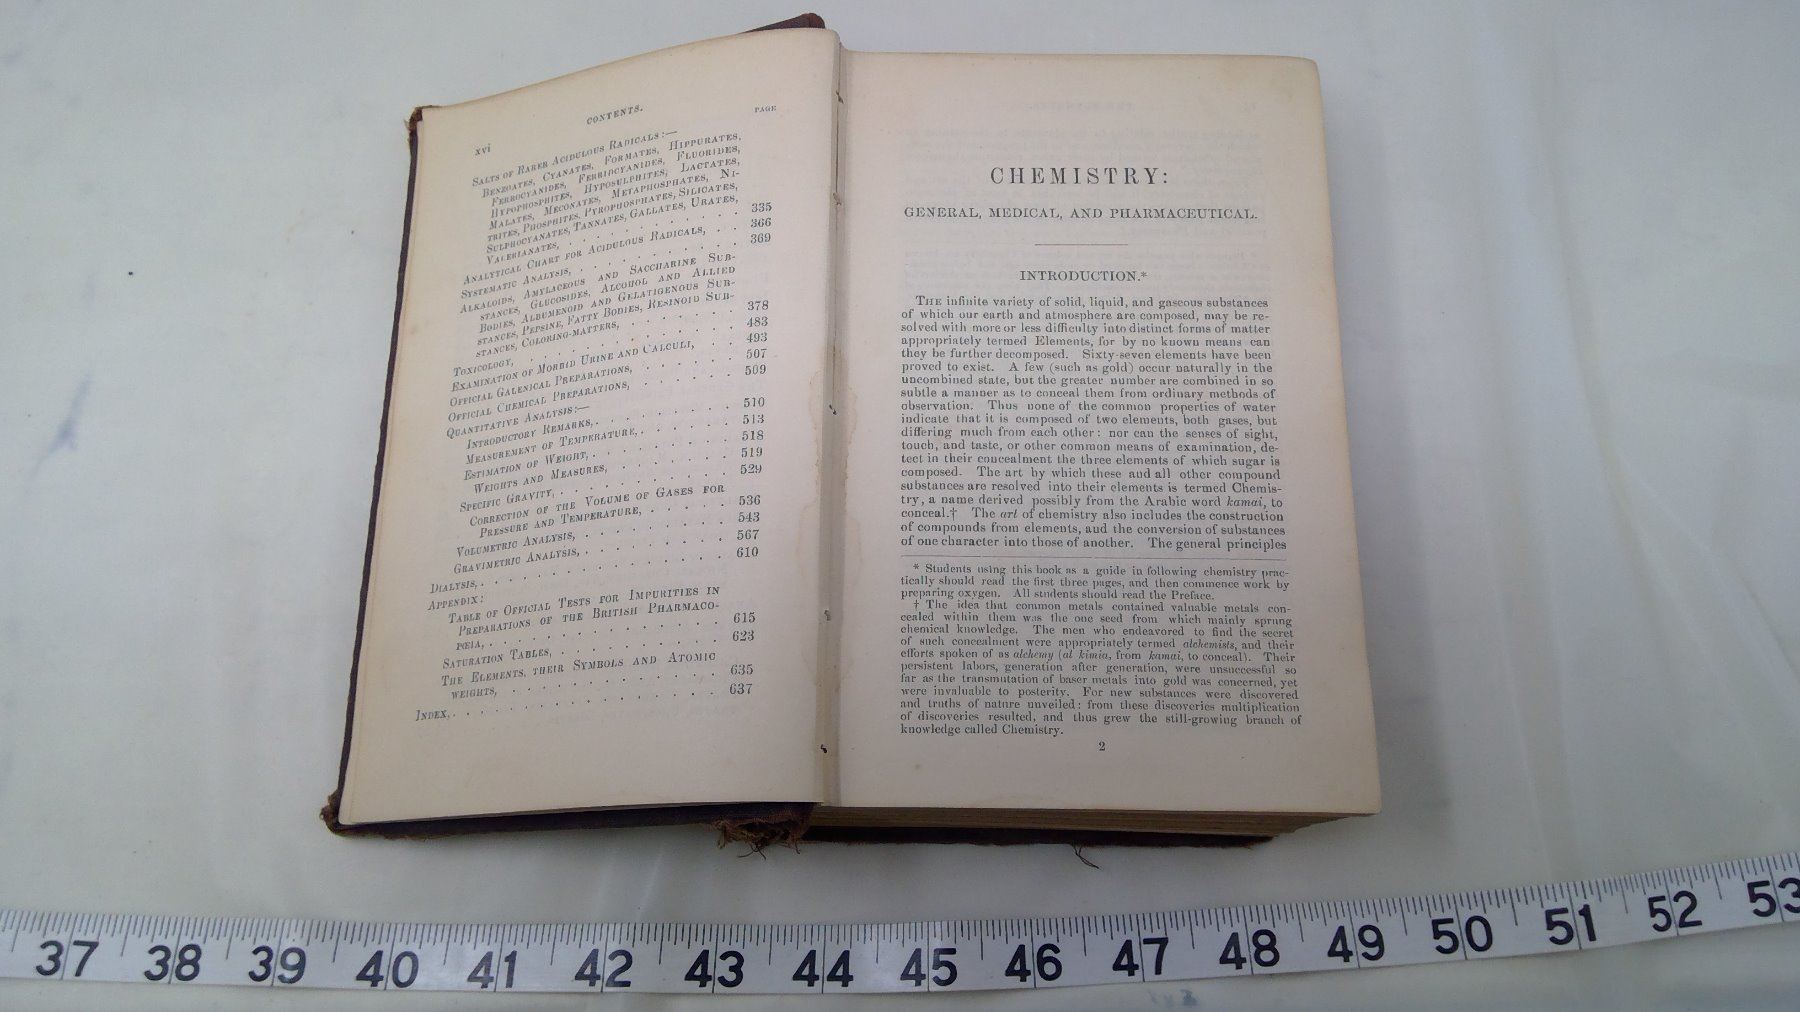 CONTENTS.
xvi
PAGE
SALTS OF RARER ACIDULOUS RADICALS:—
BENZOATES, CYANATES, FORMATES, HIPPURATES,
FERROCYANIDES, FERRIDCYANIDES, FLUORIDES,
HYPOPHOSPHITES, HYPOSULPHITES, LACTATES,
MALATES, MECONATES, METAPHOSPHATES, NI-
TRITES, PHOSPHITES, PYROPHOSPHATES, SILICATES,
SULPHOCYANATES, TANNATES, GALLATES, URATES,
VALERIANATES, . . . . . . . . . 335
ANALYTICAL CHART FOR ACIDULOUS RADICALS, . . 366
SYSTEMATIC ANALYSIS, . . . . . . . . . 369
ALKALOIDS, AMYLACEOUS AND SACCHARINE SUB-
STANCES, GLUCOSIDES, ALCOHOL AND ALLIED
BODIES, ALBUMENOID AND GELATIGENOUS SUB-
STANCES, PEPSINE, FATTY BODIES, RESINOID SUB-
STANCES, COLORING-MATTERS, . . . . . . . 378
TOXICOLOGY, . . . . . . . . . . . 483
EXAMINATION OF MORBID URINE AND CALCULI, . . 493
OFFICIAL GALENICAL PREPARATIONS, . . . . . . 507
OFFICIAL CHEMICAL PREPARATIONS, . . . . . . 509
QUANTITATIVE ANALYSIS:—
INTRODUCTORY REMARKS, . . . . . . . . 510
MEASUREMENT OF TEMPERATURE, . . . . . . 513
ESTIMATION OF WEIGHT, . . . . . . . . 518
WEIGHTS AND MEASURES, . . . . . . . 519
SPECIFIC GRAVITY, . . . . . . . . . 529
CORRECTION OF THE VOLUME OF GASES FOR
PRESSURE AND TEMPERATURE, . . . . . 536
VOLUMETRIC ANALYSIS, . . . . . . . . 543
GRAVIMETRIC ANALYSIS, . . . . . . . . 567
DIALYSIS, . . . . . . . . . . . . . 610
APPENDIX:
TABLE OF OFFICIAL TESTS FOR IMPURITIES IN
PREPARATIONS OF THE BRITISH PHARMACO-
PŒIA, . . . . . . . . . . . . . 615
SATURATION TABLES, . . . . . . . . . 623
THE ELEMENTS, THEIR SYMBOLS AND ATOMIC
WEIGHTS, . . . . . . . . . . . . 635
INDEX, . . . . . . . . . . . . . . 637
CHEMISTRY:
GENERAL, MEDICAL, AND PHARMACEUTICAL.
INTRODUCTION.*
THE infinite variety of solid, liquid, and gaseous substances
of which our earth and atmosphere are composed, may be re-
solved with more or less difficulty into distinct forms of matter
appropriately termed Elements, for by no known means can
they be further decomposed. Sixty-seven elements have been
proved to exist. A few (such as gold) occur naturally in the
uncombined state, but the greater number are combined in so
subtle a manner as to conceal them from ordinary methods of
observation. Thus none of the common properties of water
indicate that it is composed of two elements, both gases, but
differing much from each other: nor can the senses of sight,
touch, and taste, or other common means of examination, de-
tect in their concealment the three elements of which sugar is
composed. The art by which these and all other compound
substances are resolved into their elements is termed Chemis-
try, a name derived possibly from the Arabic word kamai, to
conceal.† The art of chemistry also includes the construction
of compounds from elements, and the conversion of substances
of one character into those of another. The general principles
* Students using this book as a guide in following chemistry prac-
tically should read the first three pages, and then commence work by
preparing oxygen. All students should read the Preface.
† The idea that common metals contained valuable metals con-
cealed within them was the one seed from which mainly sprung
chemical knowledge. The men who endeavored to find the secret
of such concealment were appropriately termed alchemists, and their
efforts spoken of as alchemy (al kimia, from kamai, to conceal). Their
persistent labors, generation after generation, were unsuccessful so
far as the transmutation of baser metals into gold was concerned, yet
were invaluable to posterity. For new substances were discovered
and truths of nature unveiled: from these discoveries multiplication
of discoveries resulted, and thus grew the still-growing branch of
knowledge called Chemistry.
2
37 38 39 40 41 42 43 44 45 46 47 48 49 50 51 52 53